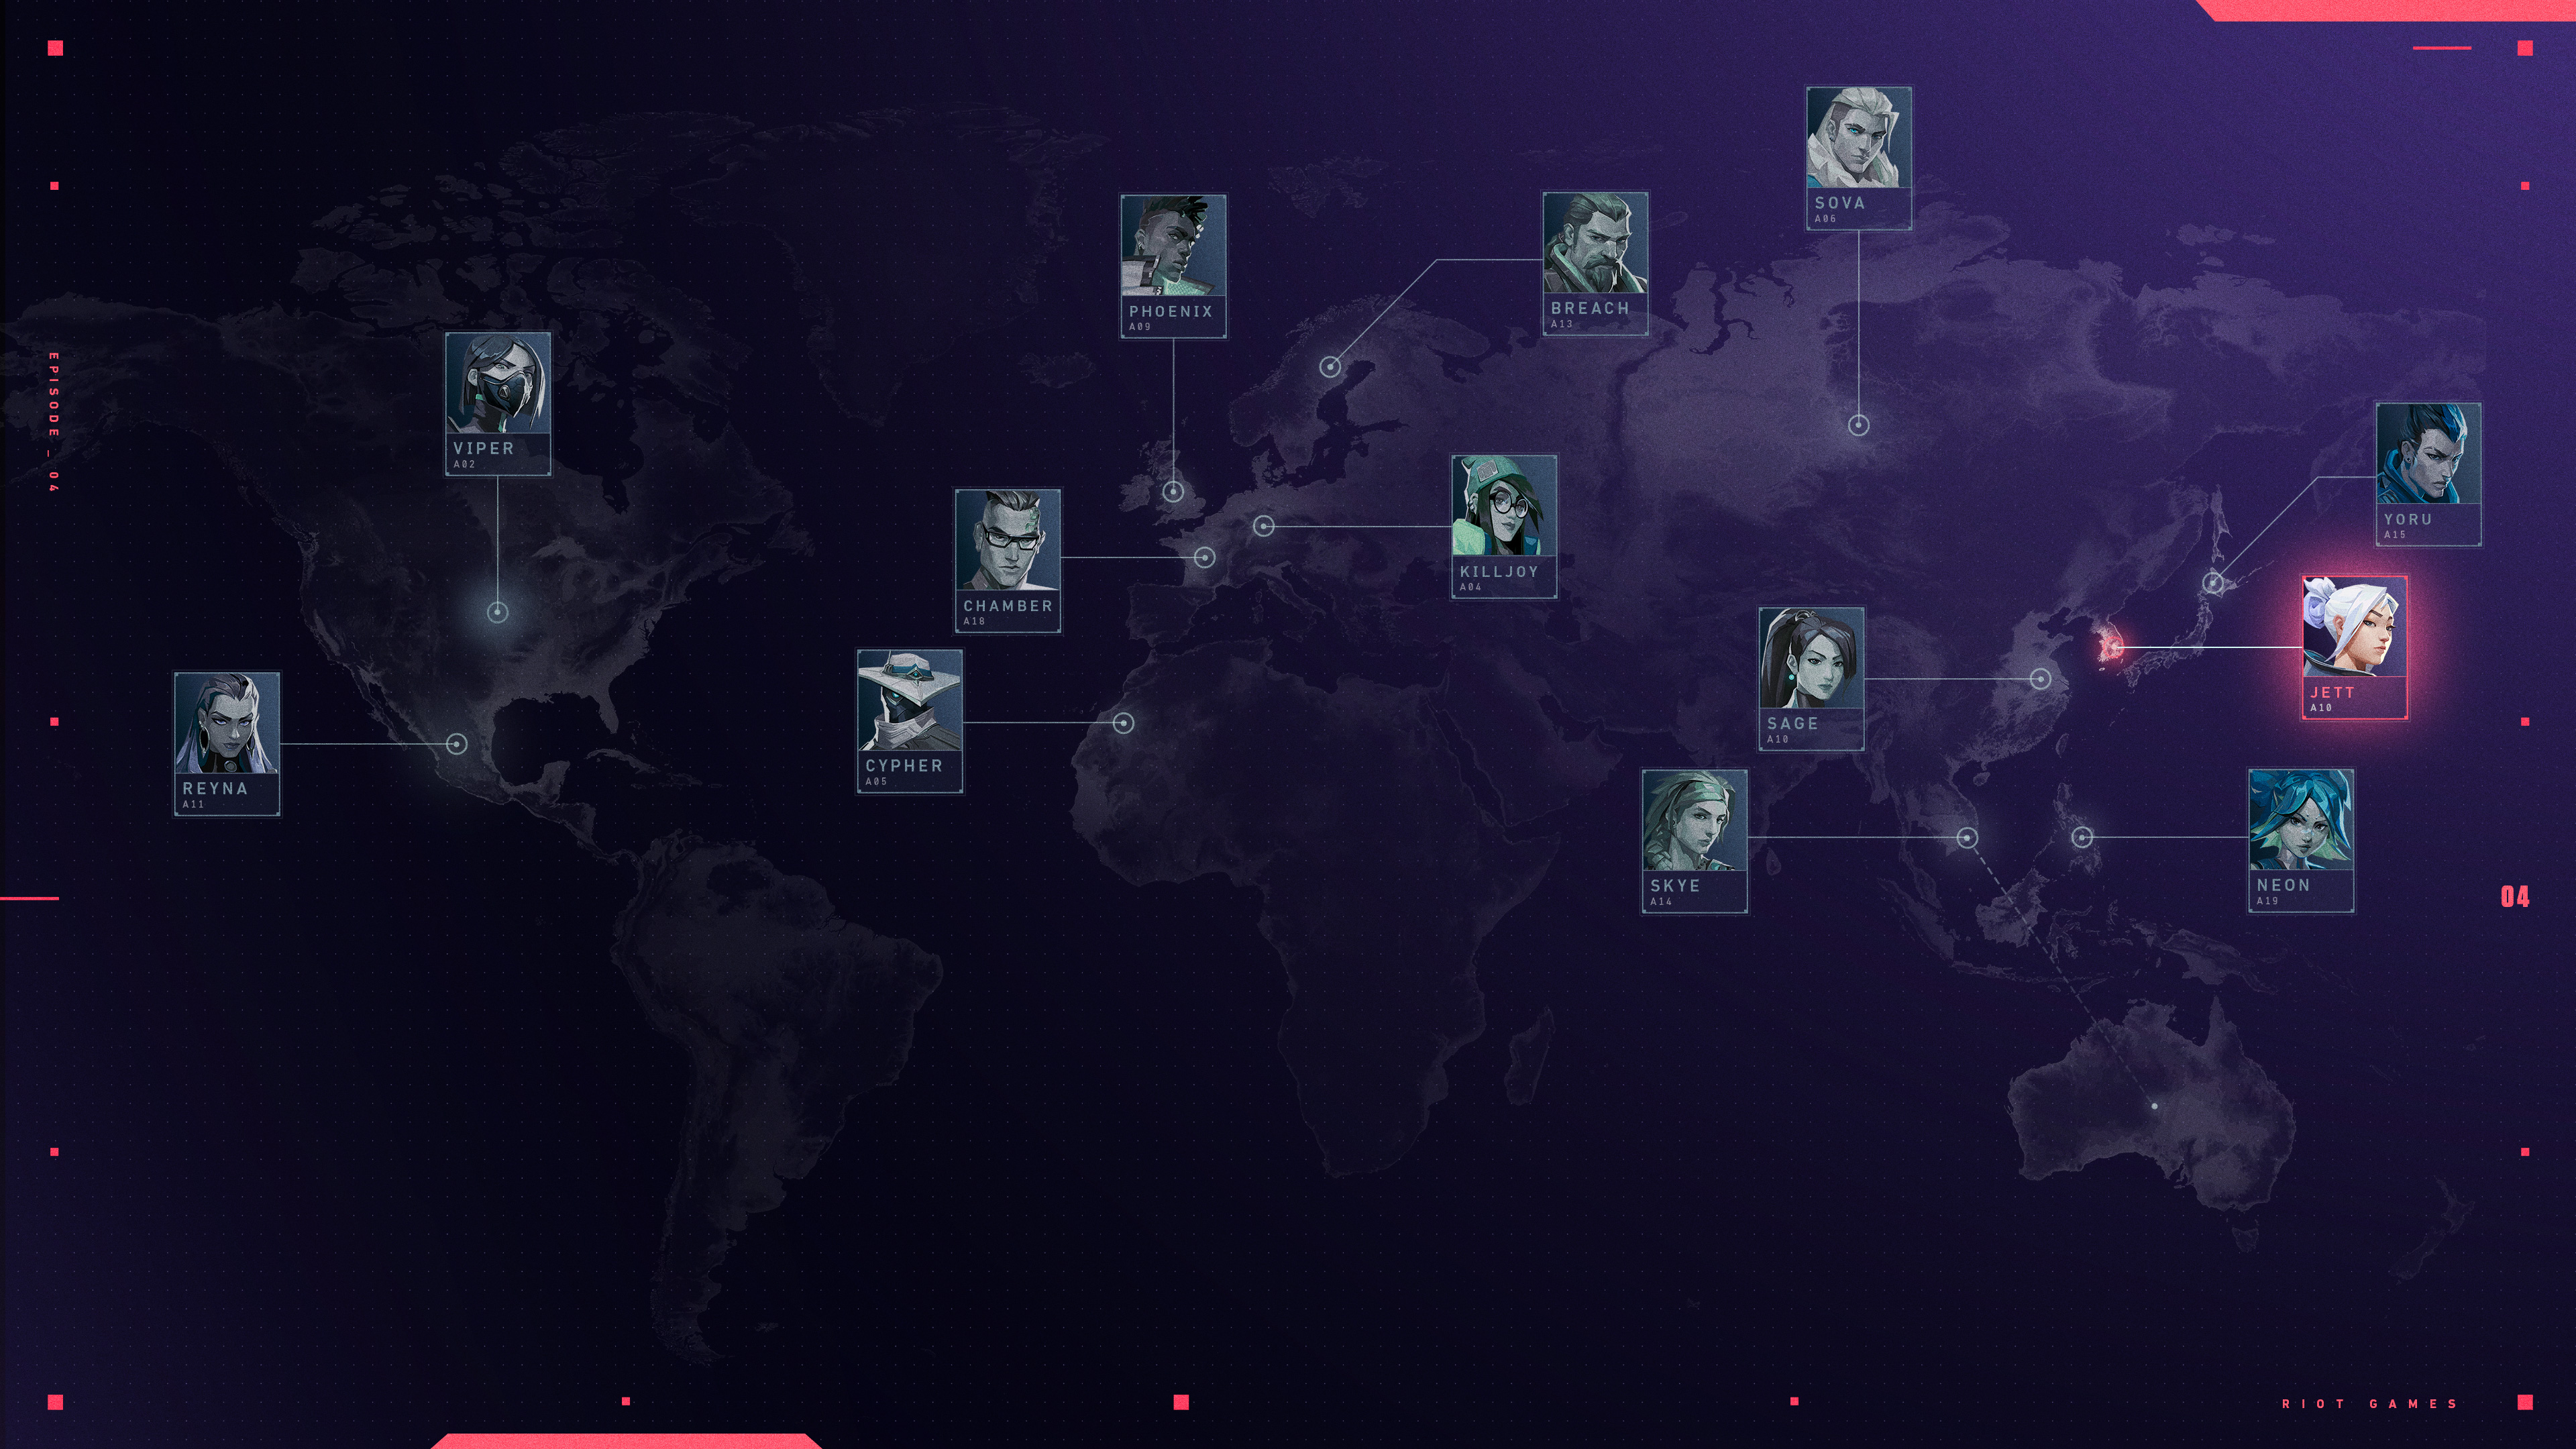 EPISODE _ 04
SOVA
A06
PHOENIX
A09
BREACH
A13
VIPER
A02
YORU
A15
KILLJOY
A04
CHAMBER
A18
JETT
A10
SAGE
A10
CYPHER
A05
REYNA
A11
SKYE
A14
NEON
A19
04
RIOT GAMES